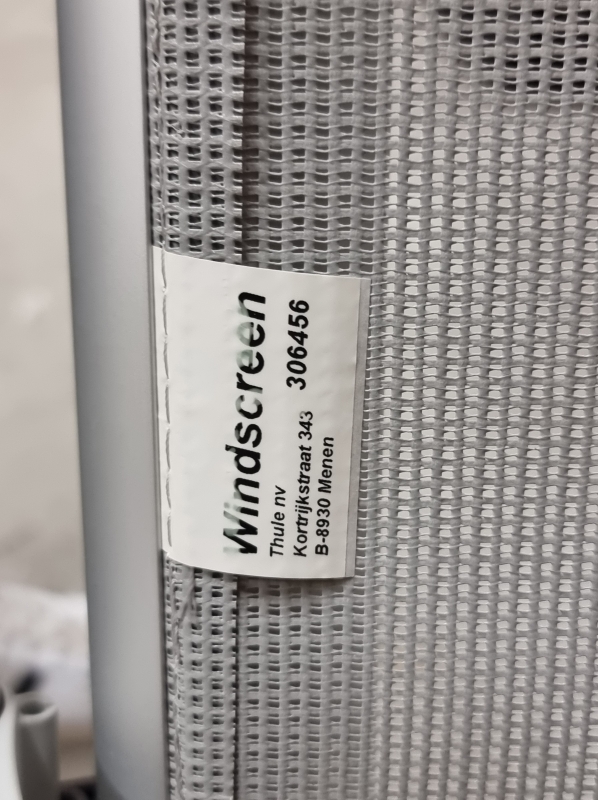 Windscreen
Thule nv
Kortrijkstraat 343 306456
B-8930 Menen